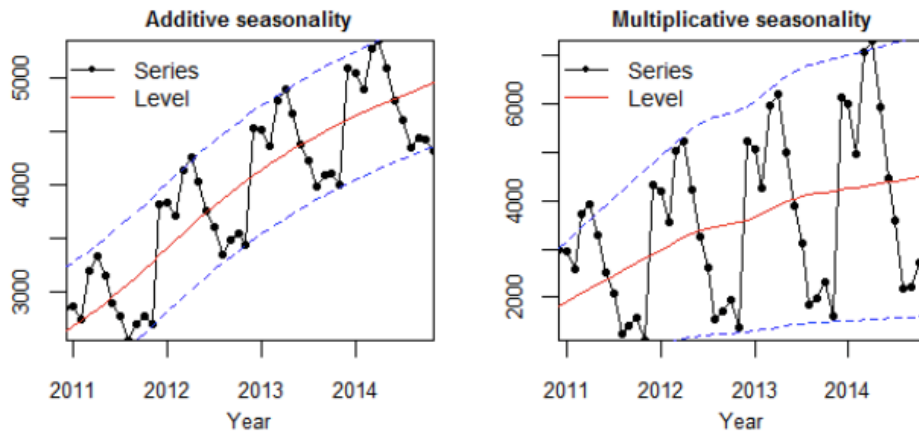 Additive seasonality
Series
Level
5000
4000
3000
2011 2012 2013 2014
Year
Multiplicative seasonality
Series
Level
6000
4000
2000
2011 2012 2013 2014
Year